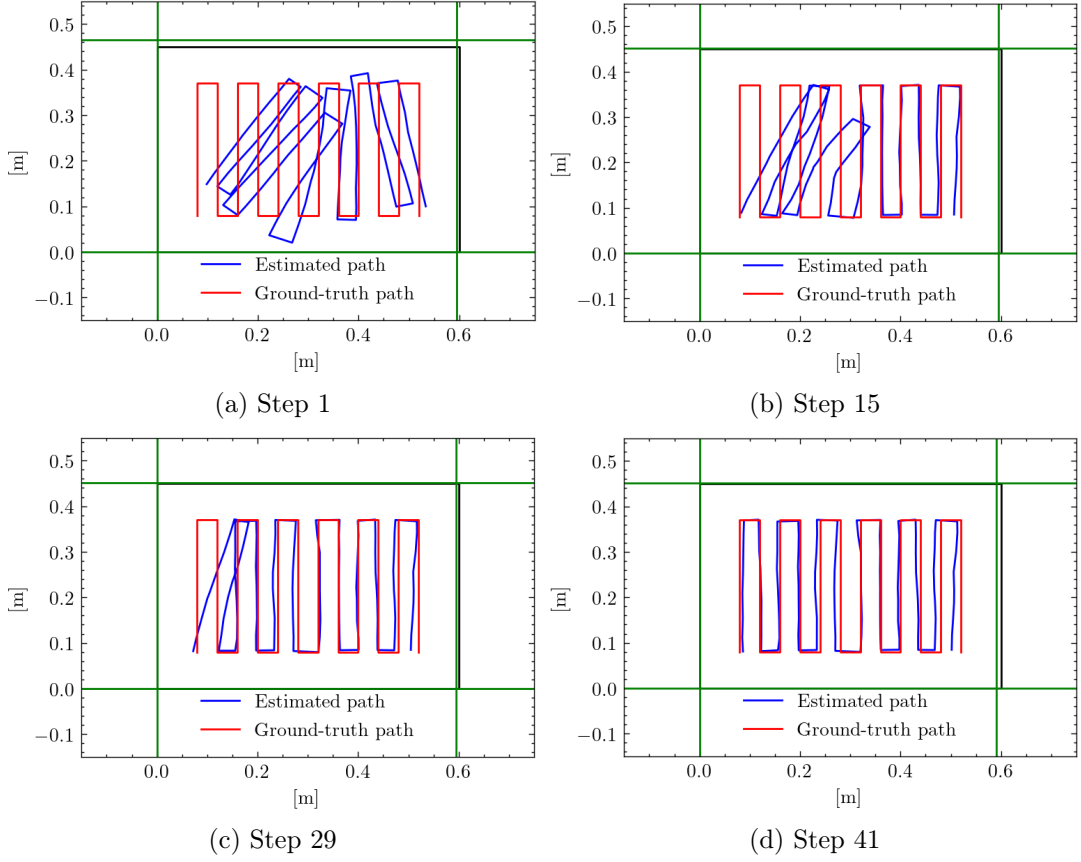 0.5
0.4
0.3
0.2
0.1
0.0
−0.1
[m]
Estimated path
Ground-truth path
0.0 0.2 0.4 0.6
[m]
(a) Step 1
0.5
0.4
0.3
0.2
0.1
0.0
−0.1
[m]
Estimated path
Ground-truth path
0.0 0.2 0.4 0.6
[m]
(b) Step 15
0.5
0.4
0.3
0.2
0.1
0.0
−0.1
[m]
Estimated path
Ground-truth path
0.0 0.2 0.4 0.6
[m]
(c) Step 29
0.5
0.4
0.3
0.2
0.1
0.0
−0.1
[m]
Estimated path
Ground-truth path
0.0 0.2 0.4 0.6
[m]
(d) Step 41